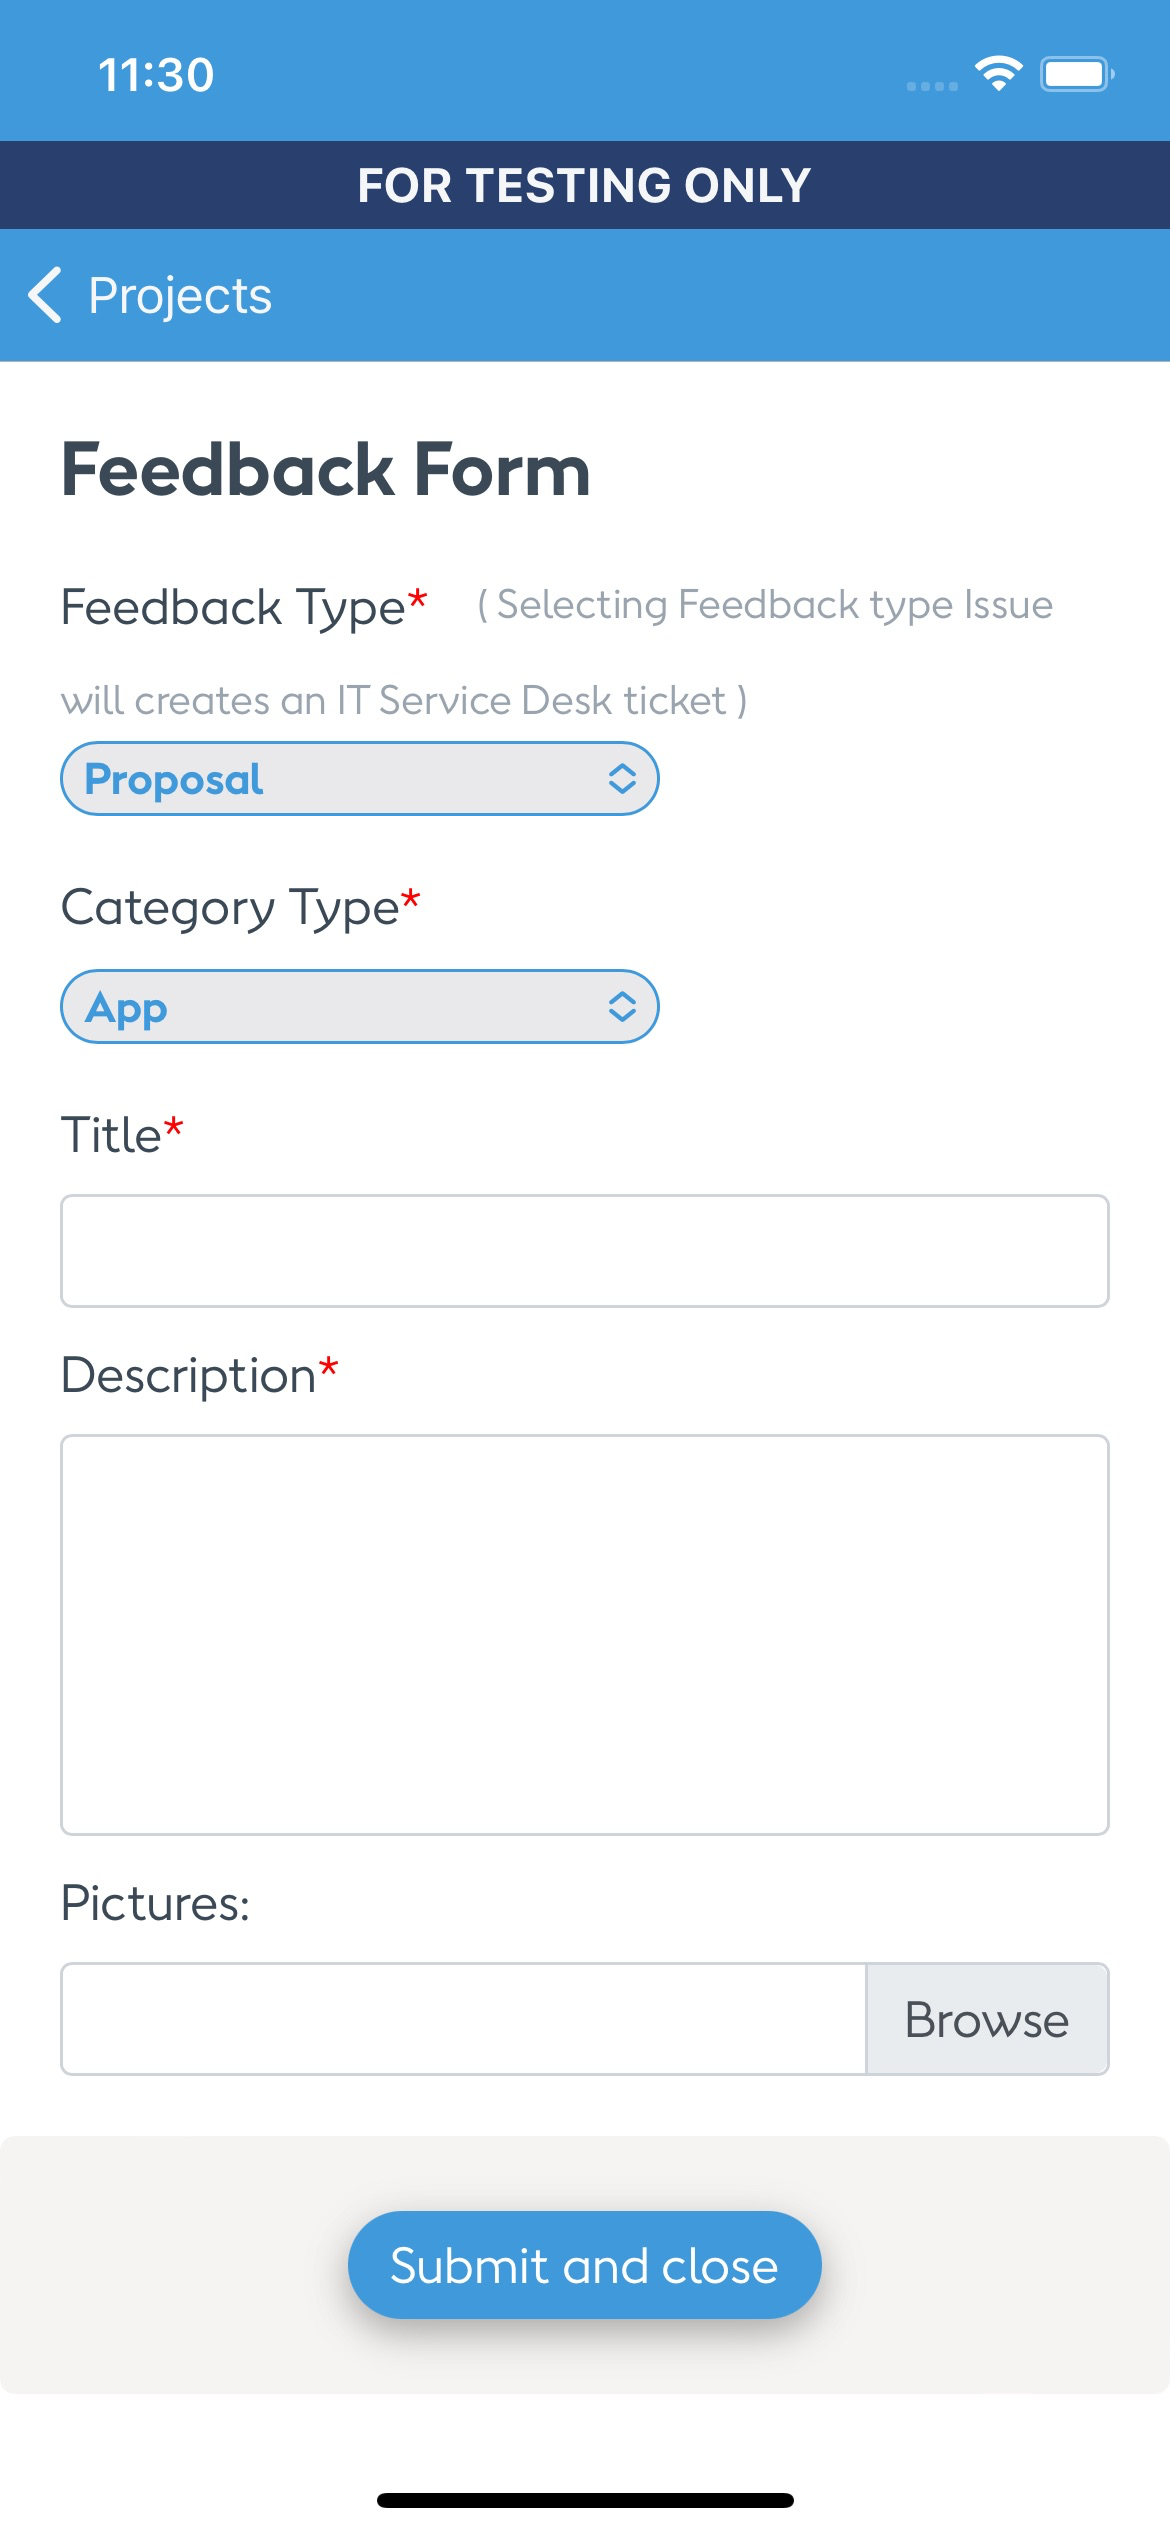 11:30
FOR TESTING ONLY
Projects
Feedback Form
Feedback Type* ( Selecting Feedback type Issue
will creates an IT Service Desk ticket )
Proposal
Category Type*
App
Title*
Description*
Pictures:
Browse
Submit and close